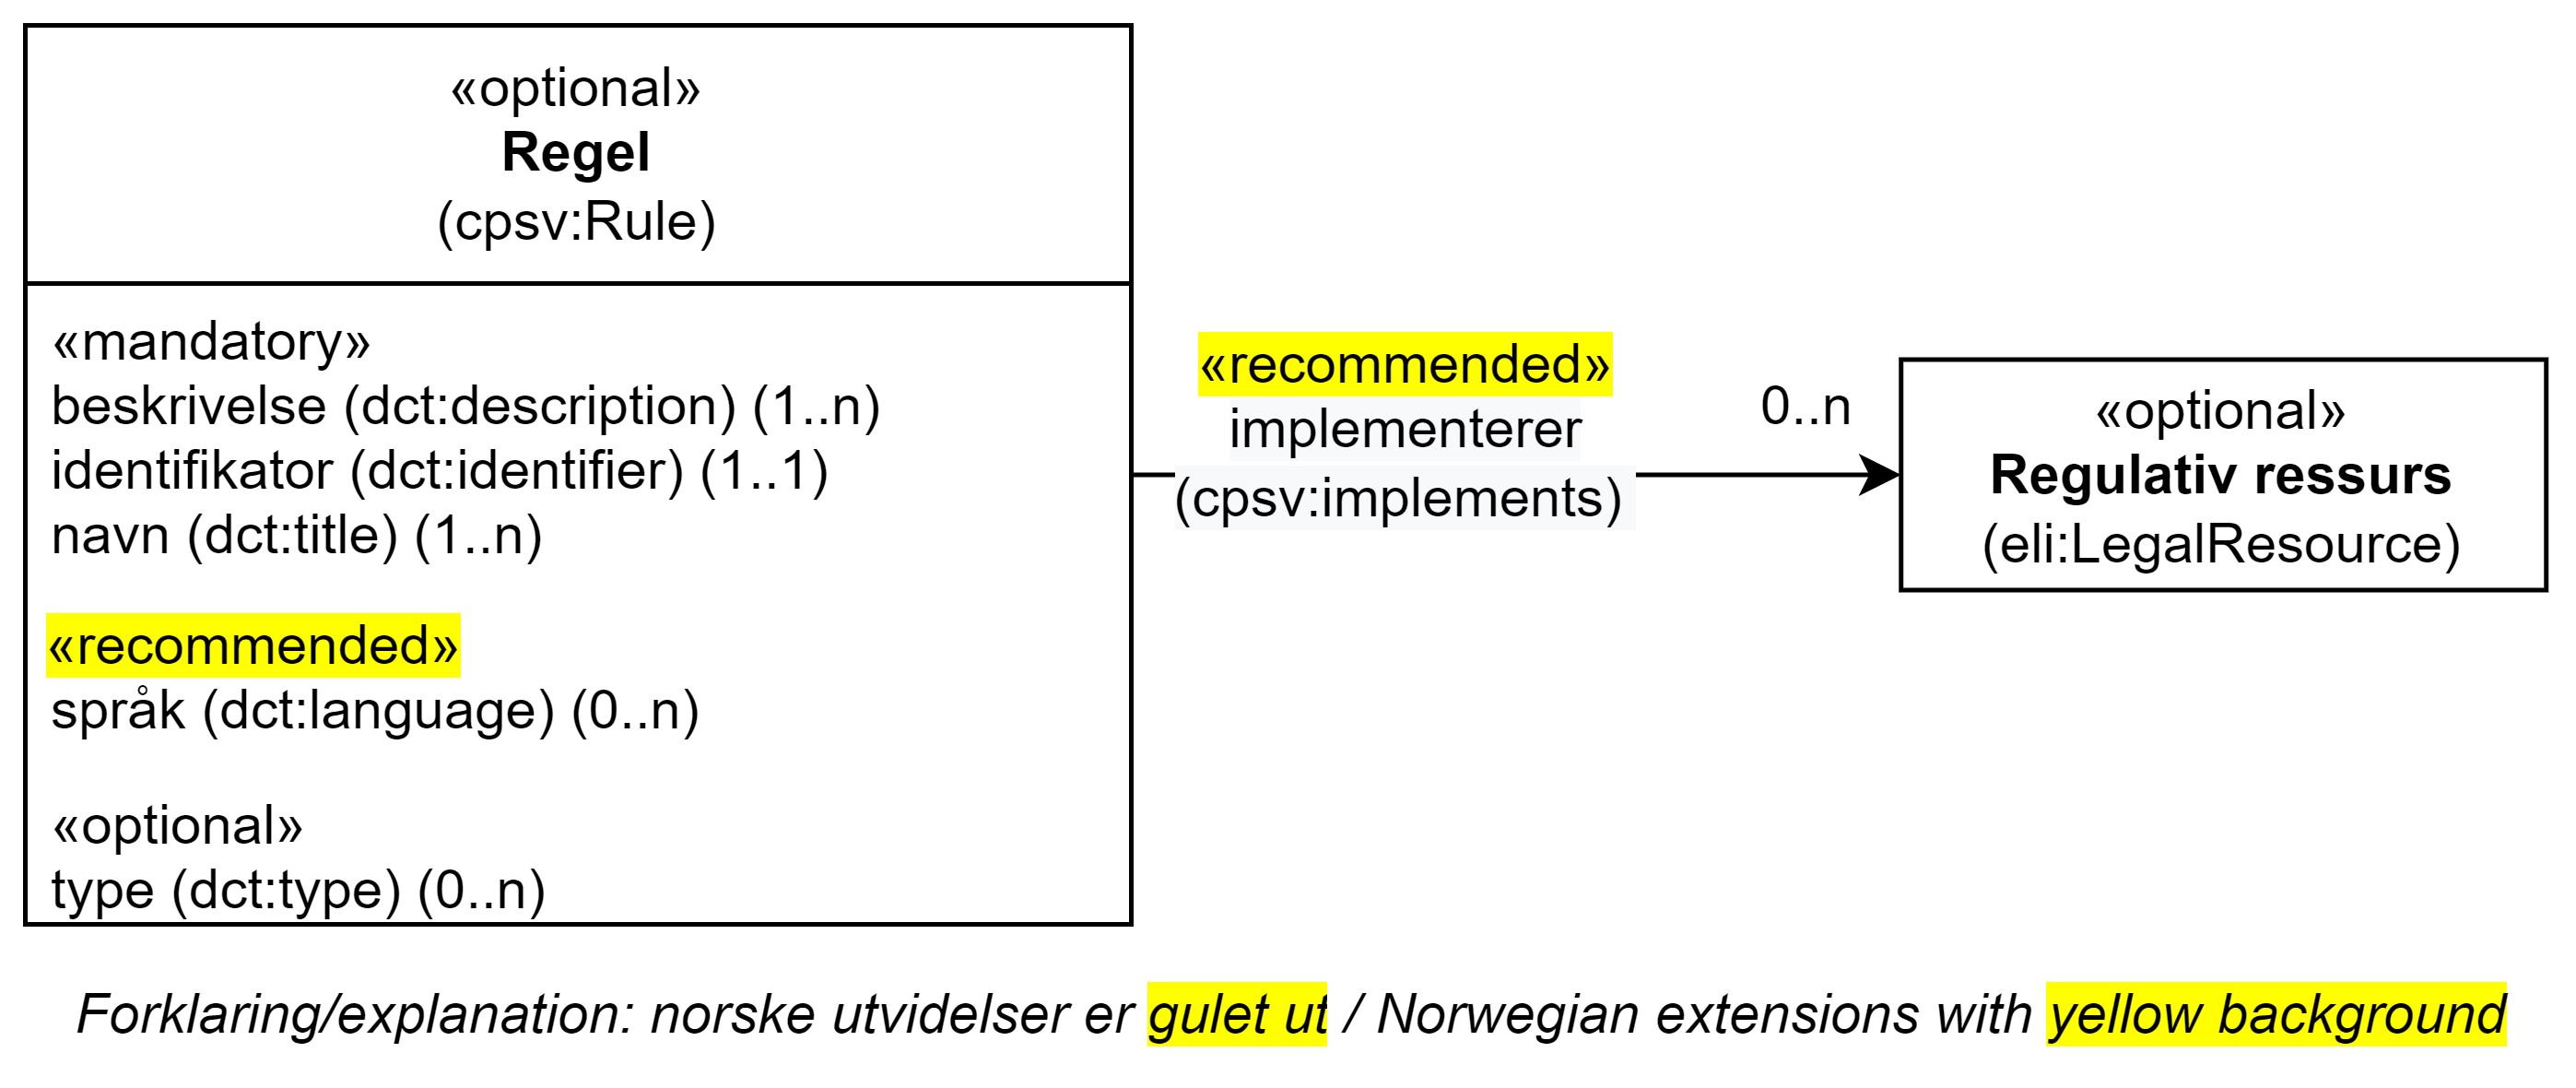 «optional»
Regel
(cpsv:Rule)
«mandatory»
beskrivelse (dct:description) (1..n)
identifikator (dct:identifier) (1..1)
navn (dct:title) (1..n)
«recommended»
språk (dct:language) (0..n)
«optional»
type (dct:type) (0..n)
«recommended»
implementerer
(cpsv:implements)
0..n
«optional»
Regulativ ressurs
(eli:LegalResource)
Forklaring/explanation: norske utvidelser er gulet ut / Norwegian extensions with yellow background